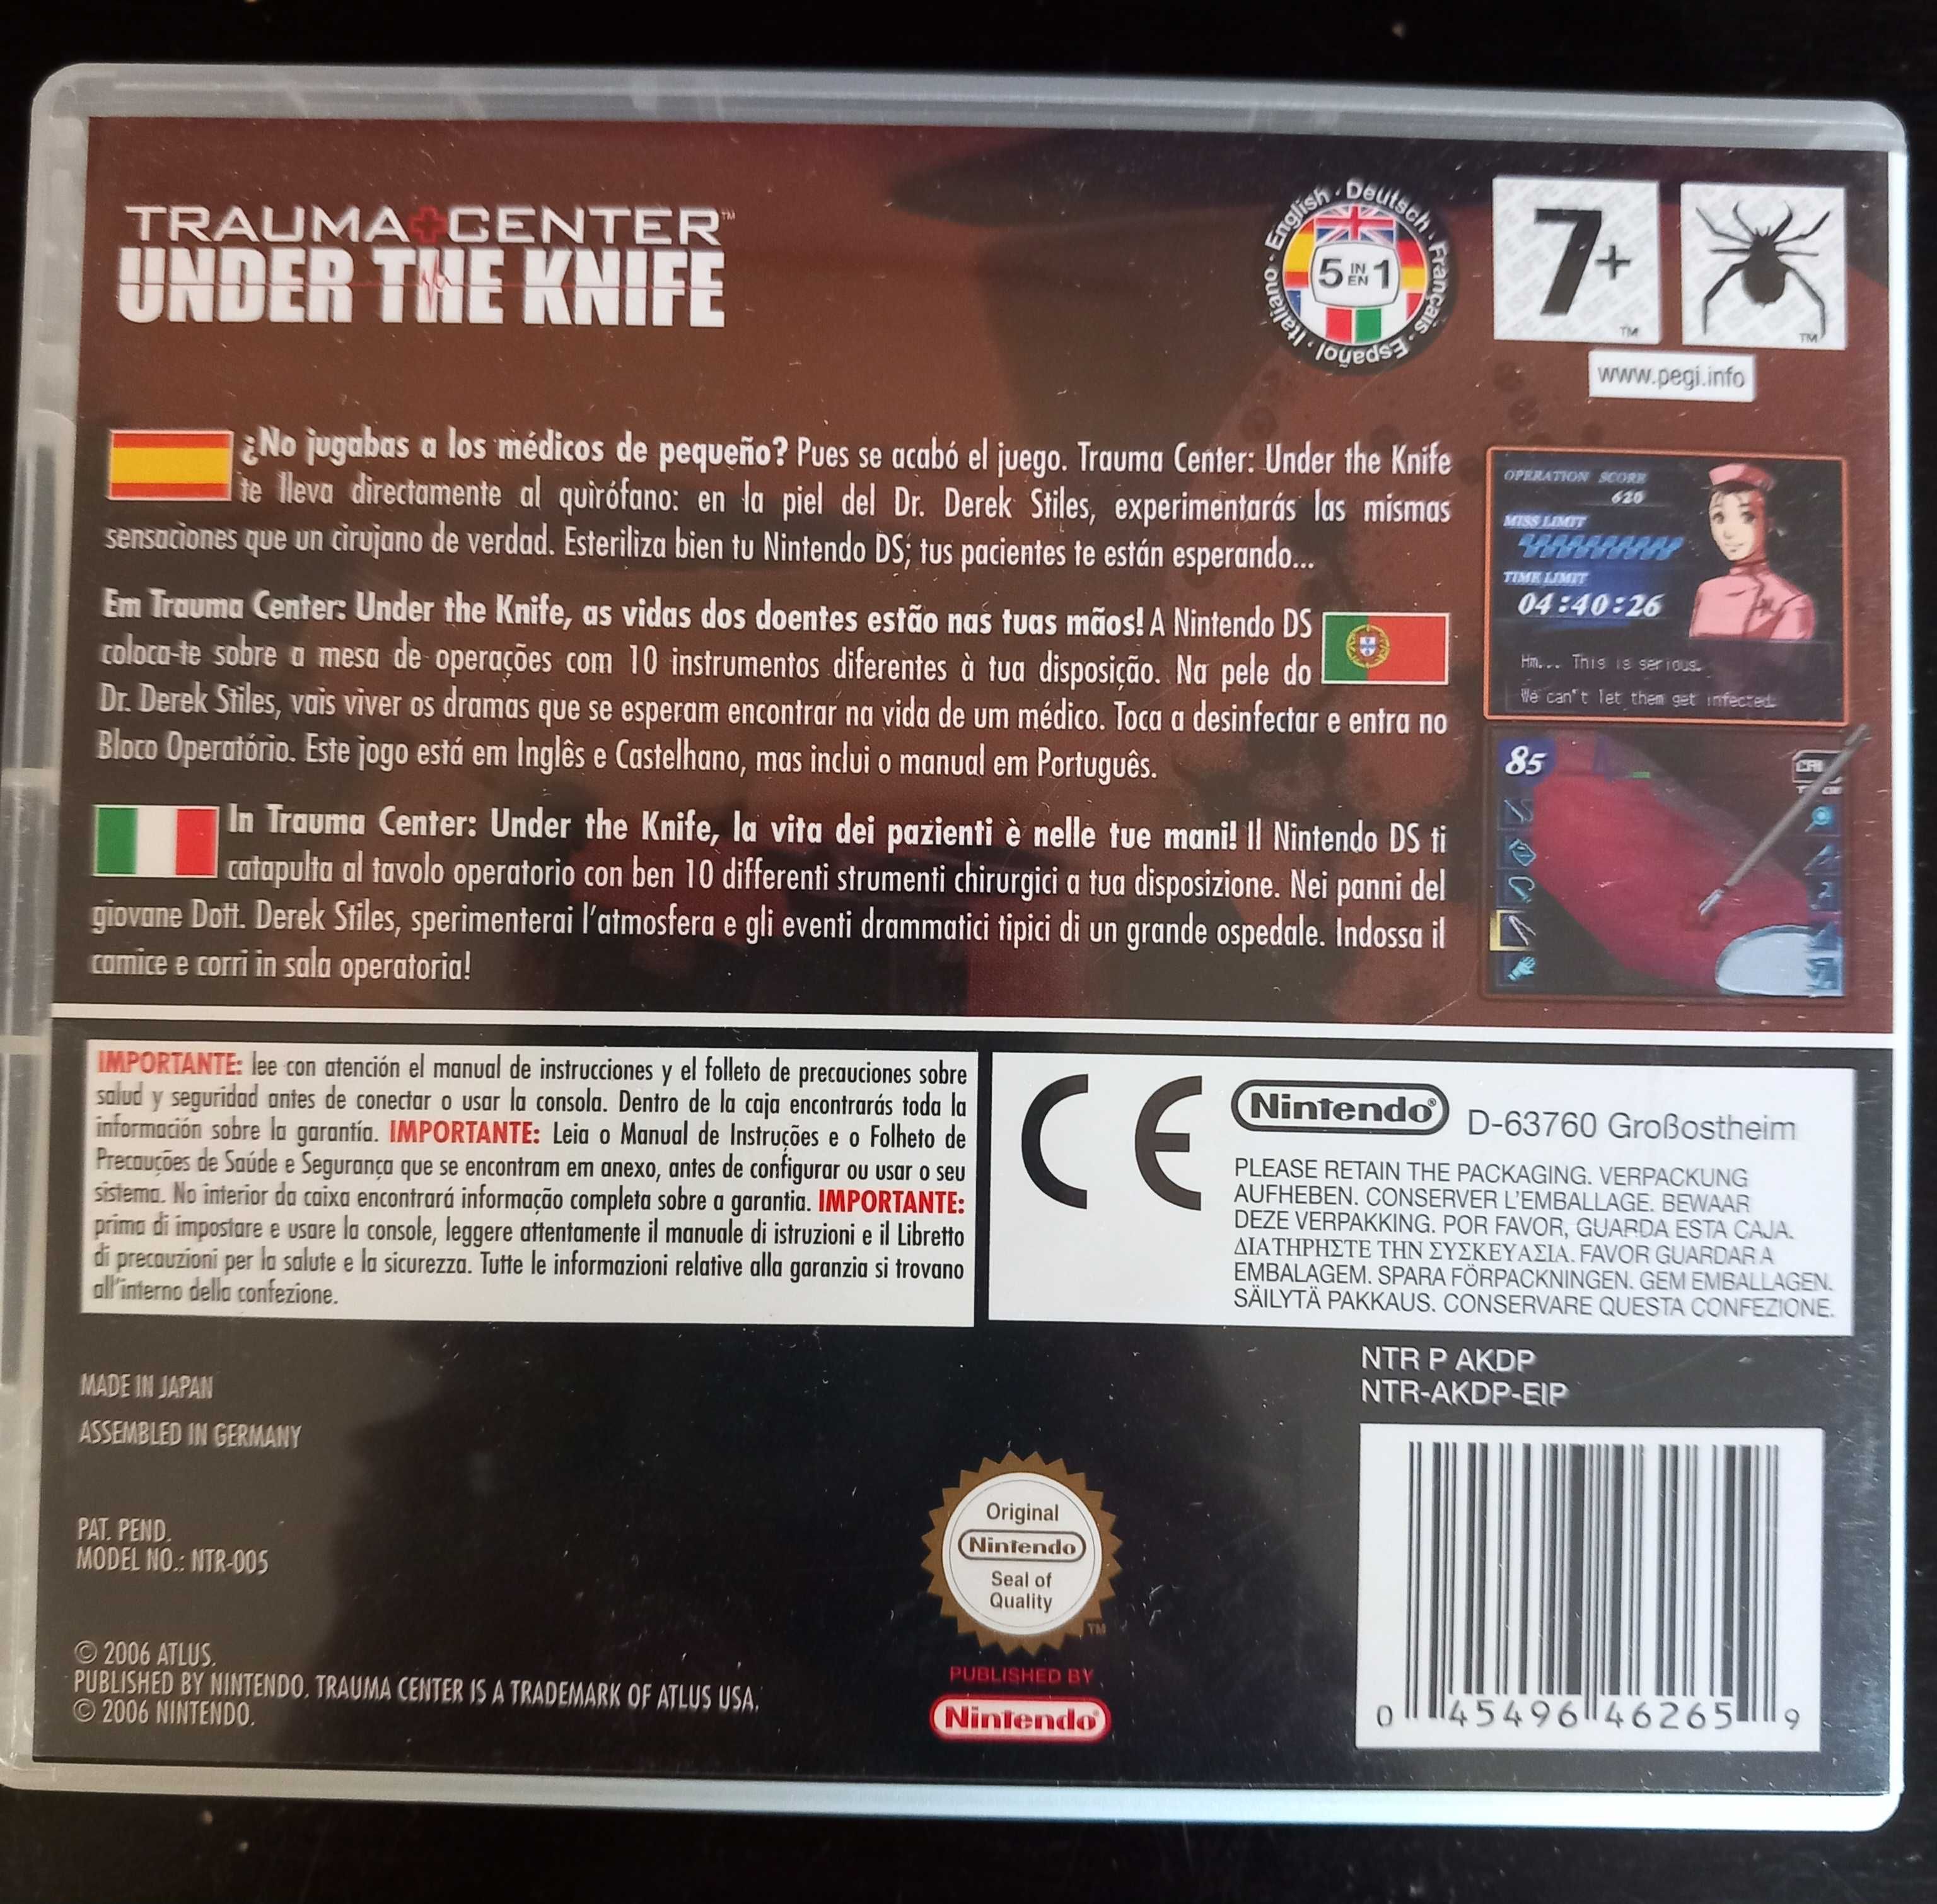 TRAUMA CENTER™
UNDER THE KNIFE
English · Deutsch · Français · Español · Italiano ·
5 IN EN 1
7+
TM
TM
www.pegi.info
¿No jugabas a los médicos de pequeño? Pues se acabó el juego. Trauma Center: Under the Knife
te lleva directamente al quirófano: en la piel del Dr. Derek Stiles, experimentarás las mismas
sensaciones que un cirujano de verdad. Esteriliza bien tu Nintendo DS; tus pacientes te están esperando...
Em Trauma Center: Under the Knife, as vidas dos doentes estão nas tuas mãos! A Nintendo DS
coloca-te sobre a mesa de operações com 10 instrumentos diferentes à tua disposição. Na pele do
Dr. Derek Stiles, vais viver os dramas que se esperam encontrar na vida de um médico. Toca a desinfectar e entra no
Bloco Operatório. Este jogo está em Inglês e Castelhano, mas inclui o manual em Português.
In Trauma Center: Under the Knife, la vita dei pazienti è nelle tue mani! Il Nintendo DS ti
catapulta al tavolo operatorio con ben 10 differenti strumenti chirurgici a tua disposizione. Nei panni del
giovane Dott. Derek Stiles, sperimenterai l'atmosfera e gli eventi drammatici tipici di un grande ospedale. Indossa il
camice e corri in sala operatoria!
OPERATION SCORE
620
MISS LIMIT
TIME LIMIT
04:40:26
Hm... This is serious.
We can't let them get infected.
85
IMPORTANTE: lee con atención el manual de instrucciones y el folleto de precauciones sobre
salud y seguridad antes de conectar o usar la consola. Dentro de la caja encontrarás toda la
información sobre la garantía. IMPORTANTE: Leia o Manual de Instruções e o Folheto de
Precauções de Saúde e Segurança que se encontram em anexo, antes de configurar ou usar o seu
sistema. No interior da caixa encontrará informação completa sobre a garantia. IMPORTANTE:
prima di impostare e usare la console, leggere attentamente il manuale di istruzioni e il Libretto
di precauzioni per la salute e la sicurezza. Tutte le informazioni relative alla garanzia si trovano
all'interno della confezione.
CE
Nintendo® D-63760 Großostheim
PLEASE RETAIN THE PACKAGING. VERPACKUNG
AUFHEBEN. CONSERVER L'EMBALLAGE. BEWAAR
DEZE VERPAKKING. POR FAVOR, GUARDA ESTA CAJA.
ΔΙΑΤΗΡΗΣΤΕ ΤΗΝ ΣΥΣΚΕΥΑΣΙΑ. FAVOR GUARDAR A
EMBALAGEM. SPARA FÖRPACKNINGEN. GEM EMBALLAGEN.
SÄILYTÄ PAKKAUS. CONSERVARE QUESTA CONFEZIONE.
NTR P AKDP
NTR-AKDP-EIP
MADE IN JAPAN
ASSEMBLED IN GERMANY
PAT. PEND.
MODEL NO.: NTR-005
© 2006 ATLUS.
PUBLISHED BY NINTENDO. TRAUMA CENTER IS A TRADEMARK OF ATLUS USA.
© 2006 NINTENDO.
Original
Nintendo
Seal of
Quality
TM
PUBLISHED BY
Nintendo®
0 45496 46265 9